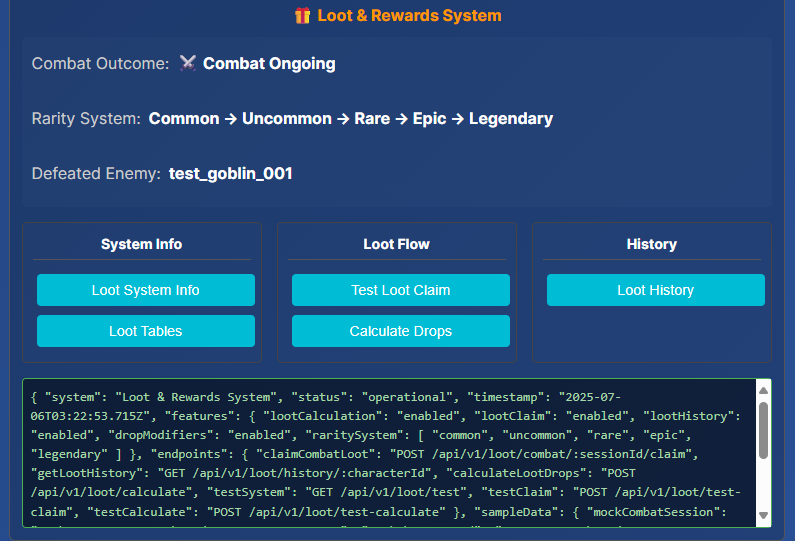 Loot & Rewards System
Combat Outcome: Combat Ongoing
Rarity System: Common → Uncommon → Rare → Epic → Legendary
Defeated Enemy: test_goblin_001
System Info
Loot System Info
Loot Tables
Loot Flow
Test Loot Claim
Calculate Drops
History
Loot History
{ "system": "Loot & Rewards System", "status": "operational", "timestamp": "2025-07-
06T03:22:53.715Z", "features": { "lootCalculation": "enabled", "lootClaim": "enabled", "lootHistory":
"enabled", "dropModifiers": "enabled", "raritySystem": [ "common", "uncommon", "rare", "epic",
"legendary" ] }, "endpoints": { "claimCombatLoot": "POST /api/v1/loot/combat/:sessionId/claim",
"getLootHistory": "GET /api/v1/loot/history/:characterId", "calculateLootDrops": "POST
/api/v1/loot/calculate", "testSystem": "GET /api/v1/loot/test", "testClaim": "POST /api/v1/loot/test-
claim", "testCalculate": "POST /api/v1/loot/test-calculate" }, "sampleData": { "mockCombatSession":